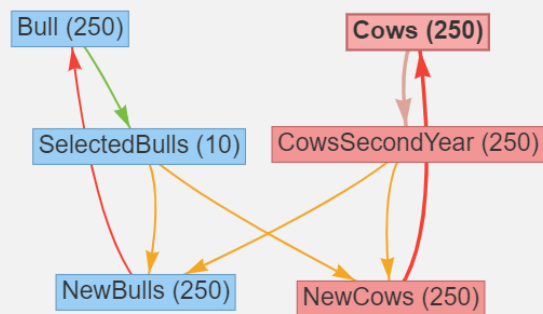 Bull (250)
Cows (250)
SelectedBulls (10)
CowsSecondYear (250)
NewBulls (250)
NewCows (250)